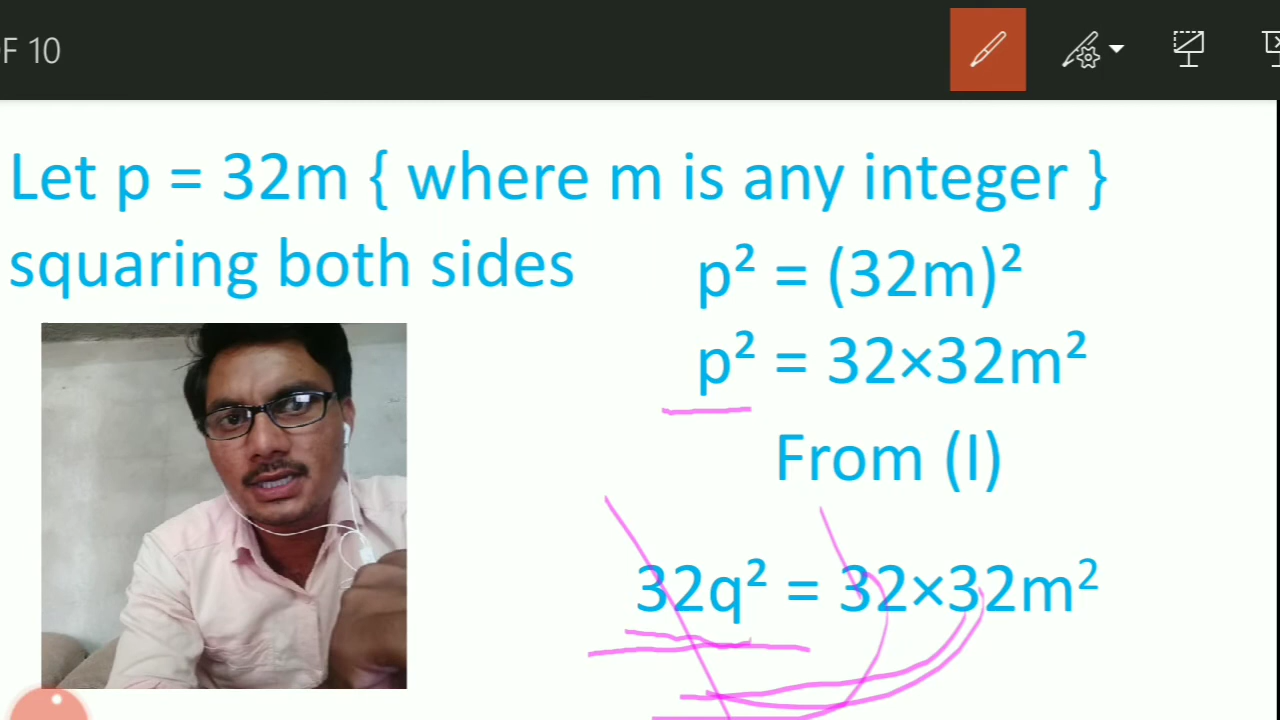 F 10
Let p = 32m { where m is any integer }
squaring both sides
p² = (32m)²
p² = 32×32m²
From (I)
32q² = 32×32m²